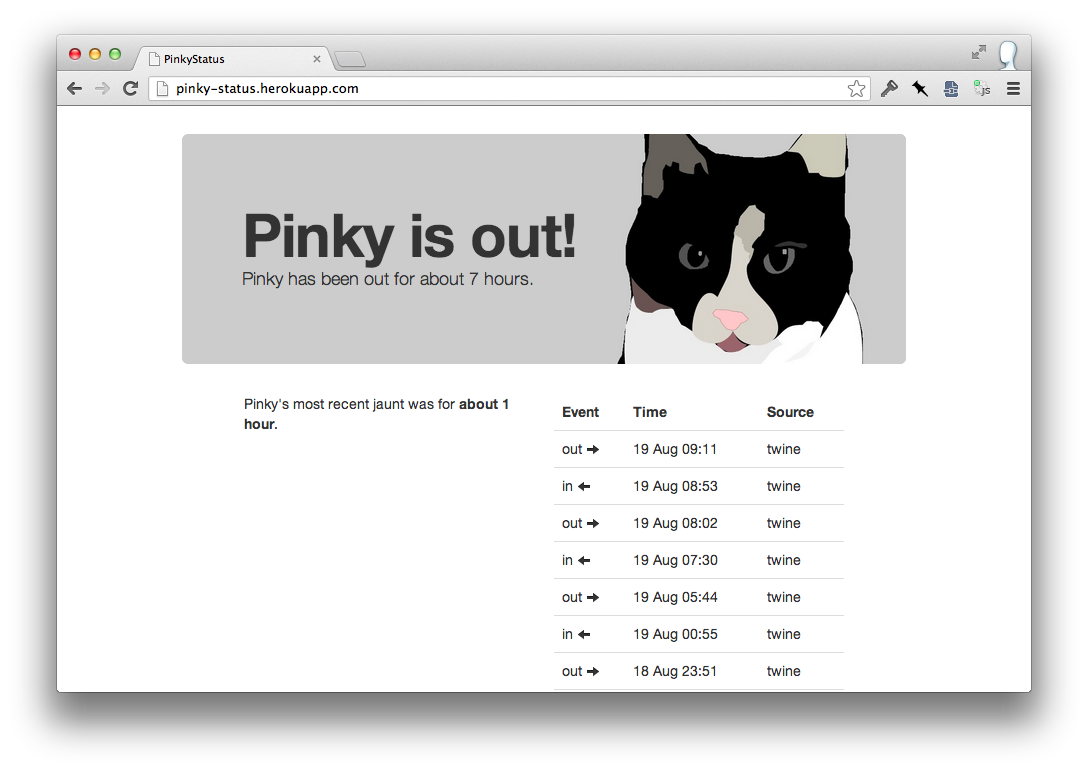 PinkyStatus
pinky-status.herokuapp.com
js
Pinky is out!
Pinky has been out for about 7 hours.
Pinky's most recent jaunt was for about 1
hour.
Event Time Source
out → 19 Aug 09:11 twine
in ← 19 Aug 08:53 twine
out → 19 Aug 08:02 twine
in ← 19 Aug 07:30 twine
out → 19 Aug 05:44 twine
in ← 19 Aug 00:55 twine
out → 18 Aug 23:51 twine